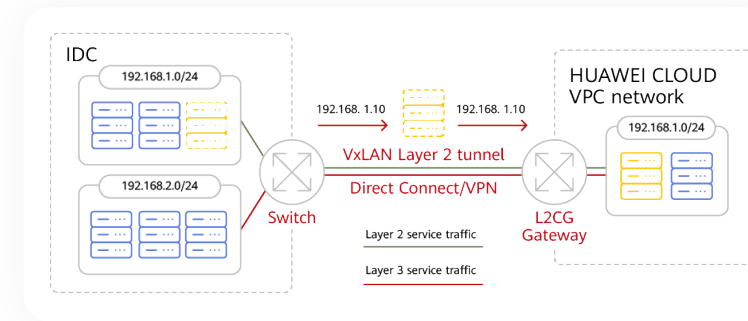 IDC
192.168.1.0/24
192.168.2.0/24
Switch
192.168. 1.10
192.168. 1.10
VxLAN Layer 2 tunnel
Direct Connect/VPN
Layer 2 service traffic
Layer 3 service traffic
L2CG
Gateway
HUAWEI CLOUD
VPC network
192.168.1.0/24